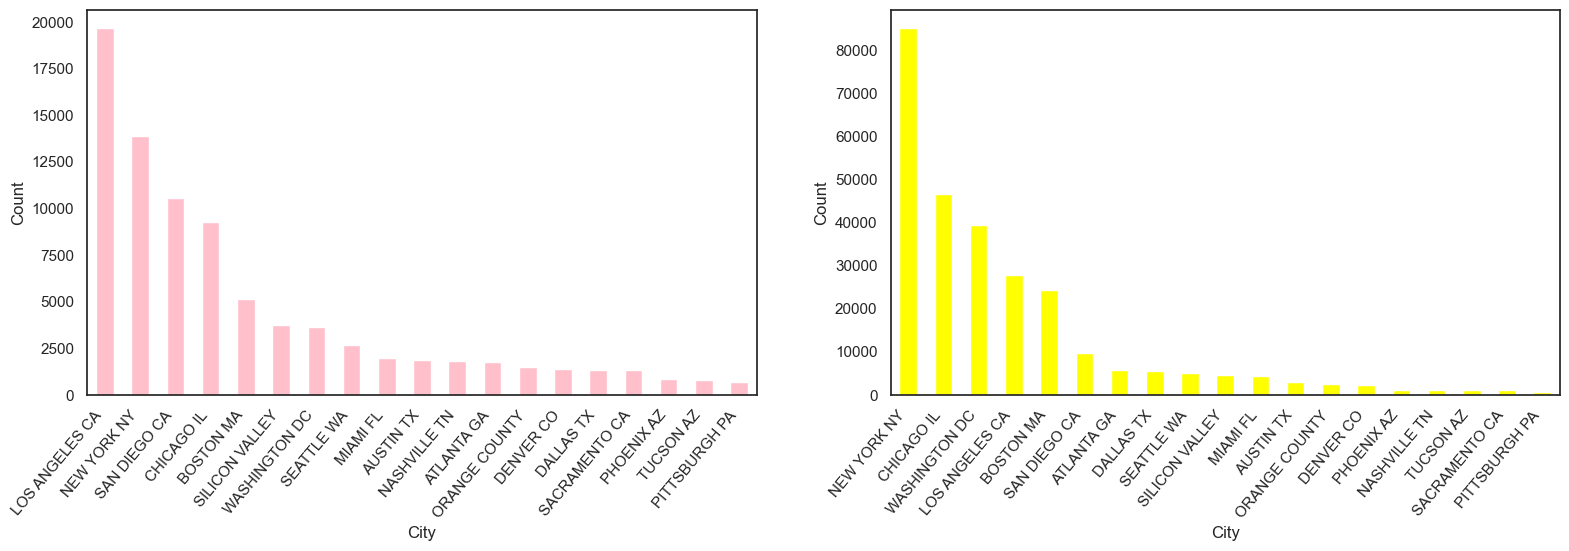 20000
17500
15000
12500
10000
7500
5000
2500
0
Count
LOS ANGELES CA
NEW YORK NY
SAN DIEGO CA
CHICAGO IL
BOSTON MA
SILICON VALLEY
WASHINGTON DC
SEATTLE WA
MIAMI FL
AUSTIN TX
NASHVILLE TN
ATLANTA GA
ORANGE COUNTY
DENVER CO
DALLAS TX
SACRAMENTO CA
PHOENIX AZ
TUCSON AZ
PITTSBURGH PA
City
80000
70000
60000
50000
40000
30000
20000
10000
0
Count
NEW YORK NY
CHICAGO IL
WASHINGTON DC
LOS ANGELES CA
BOSTON MA
SAN DIEGO CA
ATLANTA GA
DALLAS TX
SEATTLE WA
SILICON VALLEY
MIAMI FL
AUSTIN TX
ORANGE COUNTY
DENVER CO
PHOENIX AZ
NASHVILLE TN
TUCSON AZ
SACRAMENTO CA
PITTSBURGH PA
City